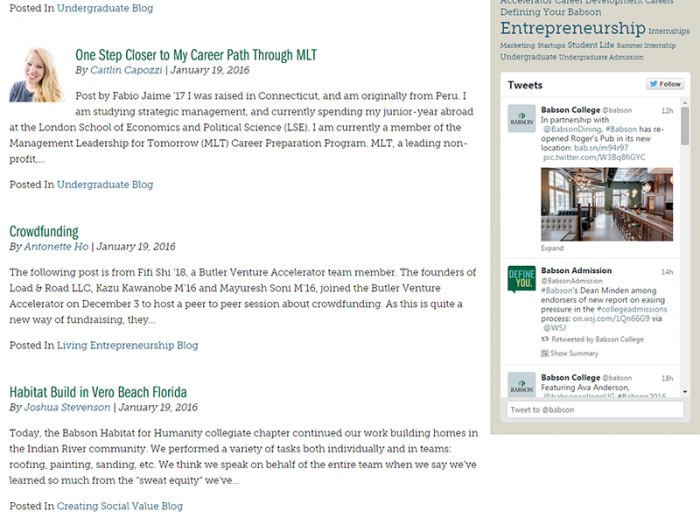 Posted In Undergraduate Blog
One Step Closer to My Career Path Through MLT
By Caitlin Capozzi | January 19, 2016
Post by Fabio Jaime '17 I was raised in Connecticut, and am originally from Peru. I
am studying strategic management, and currently spending my junior-year abroad
at the London School of Economics and Political Science (LSE). I am currently a member of the
Management Leadership for Tomorrow (MLT) Career Preparation Program. MLT, a leading non-
profit,...
Posted In Undergraduate Blog
Crowdfunding
By Antonette Ho | January 19, 2016
The following post is from Fifi Shi '18, a Butler Venture Accelerator team member. The founders of
Load & Road LLC, Kazu Kawanobe M'16 and Mayuresh Soni M'16, joined the Butler Venture
Accelerator on December 3 to host a peer to peer session about crowdfunding. As this is quite a
new way of fundraising, they...
Posted In Living Entrepreneurship Blog
Habitat Build in Vero Beach Florida
By Joshua Stevenson | January 19, 2016
Today, the Babson Habitat for Humanity collegiate chapter continued our work building homes in
the Indian River community. We performed a variety of tasks both individually and in teams:
roofing, painting, sanding, etc. We think we speak on behalf of the entire team when we say we've
learned so much from the "sweat equity" we've...
Posted In Creating Social Value Blog
Accelerator Career Development Careers
Defining Your Babson
Entrepreneurship Internships
Marketing Startups Student Life Summer Internship
Undergraduate Undergraduate Admission
Tweets
Follow
Babson College @babson 12h
In partnership with
@BabsonDining, #Babson has re-
opened Roger's Pub in its new
location: bab.sn/m94r97
pic.twitter.com/W3Bq8fiGYC
BABSON
Expand
Babson Admission 14h
@BabsonAdmission
DEFINE
YOU.
#Babson's Dean Minden among
endorsers of new report on easing
pressure in the #collegeadmissions
process: on.wsj.com/1Qn66G9 via
@WSJ
Retweeted by Babson College
Show Summary
Babson College @babson 18h
BABSON
Featuring Ava Anderson,
@babsoncollegeUG #Babson2016
Tweet to @babson